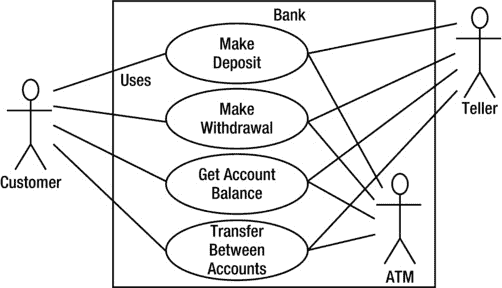 Bank
Make
Deposit
Uses
Make
Withdrawal
Teller
Customer
Get Account
Balance
Transfer
Between
Accounts
ATM